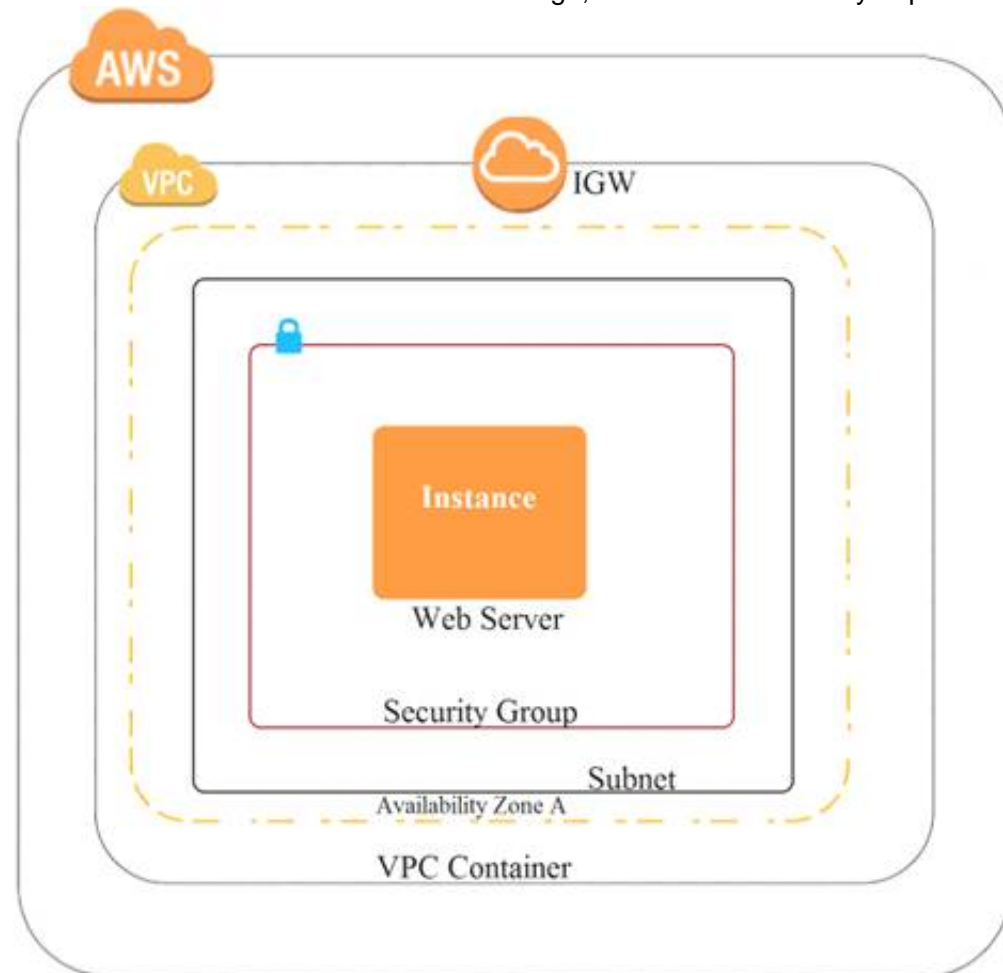 AWS
VPC
IGW
Instance
Web Server
Security Group
Subnet
Availability Zone A
VPC Container